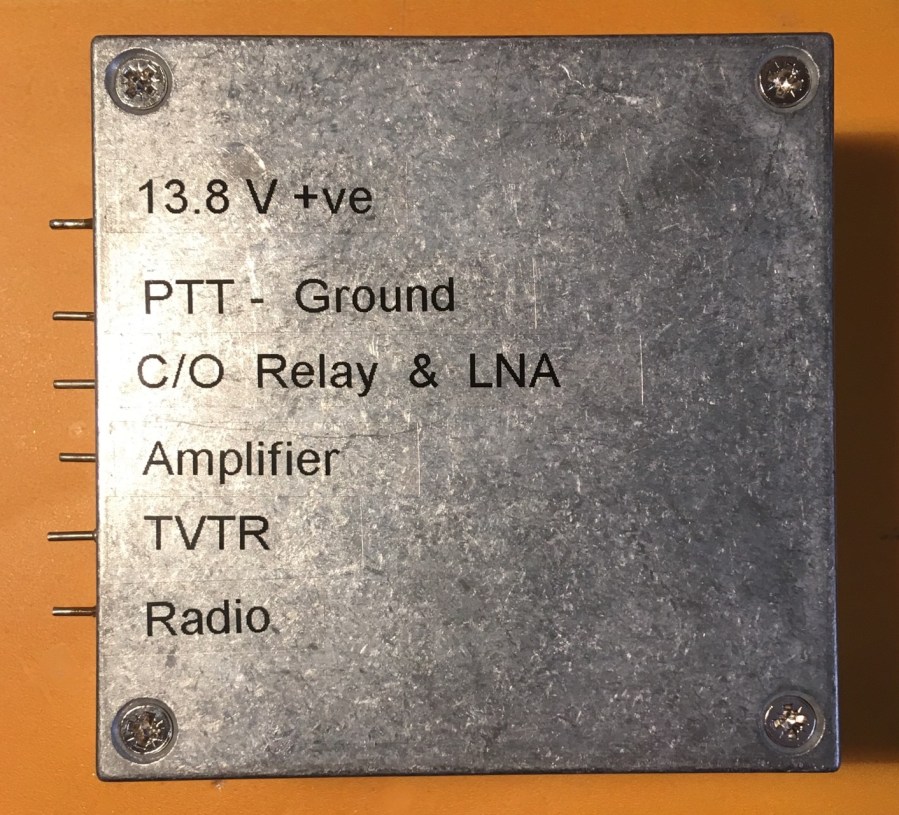 13.8 V +ve
PTT - Ground
C/O Relay & LNA
Amplifier
TVTR
Radio